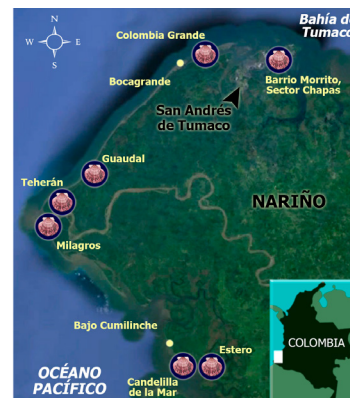 N
W E
S
Bahía de
Tumaco
Colombia Grande
Bocagrande
Barrio Morrito,
Sector Chapas
San Andrés
de Tumaco
Guaudal
Teherán
NARIÑO
Milagros
Bajo Cumilinche
Estero
COLOMBIA
OCÉANO
PACÍFICO
Candelilla
de la Mar